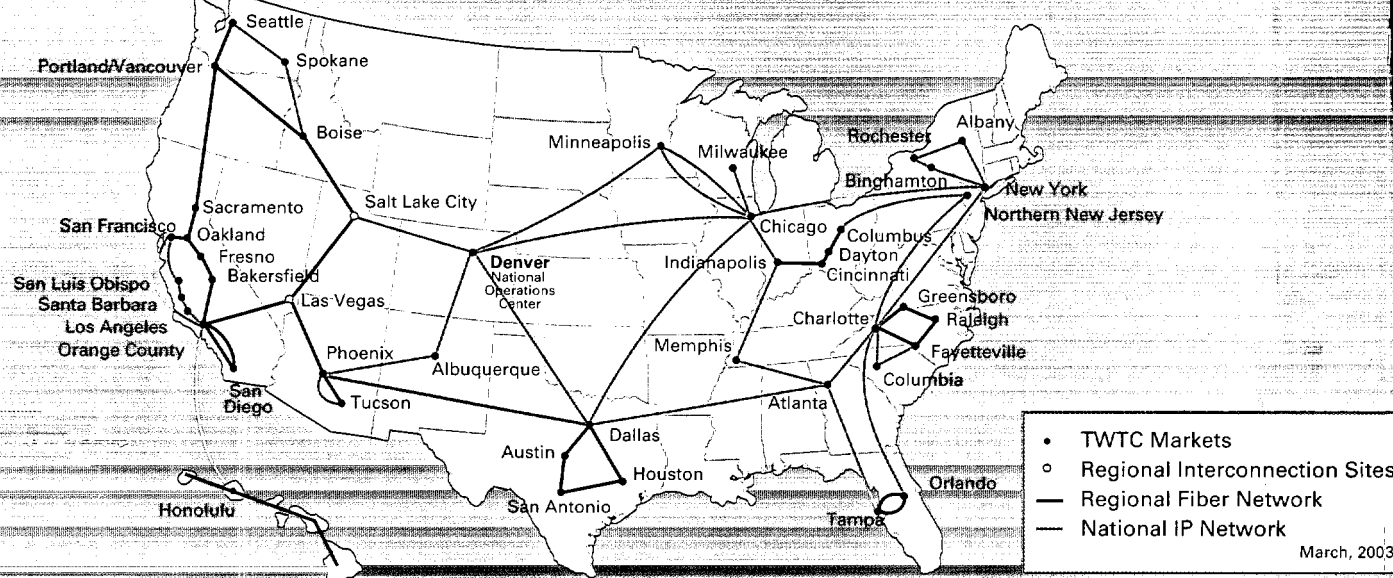 Seattle
Portland/Vancouver
Spokane
Boise
Minneapolis
Milwaukee
Rochester
Albany
Binghamton
New York
Northern New Jersey
Salt Lake City
Sacramento
San Francisco
Oakland
Fresno
Bakersfield
San Luis Obispo
Santa Barbara
Los Angeles
Orange County
San
Diego
Las Vegas
Denver
National
Operations
Center
Chicago
Columbus
Dayton
Cincinnati
Indianapolis
Greensboro
Charlotte
Raleigh
Fayetteville
Columbia
Memphis
Atlanta
Phoenix
Albuquerque
Tucson
Dallas
Austin
Houston
San Antonio
Honolulu
Orlando
Tampa
TWTC Markets
Regional Interconnection Sites
Regional Fiber Network
National IP Network
March, 2003